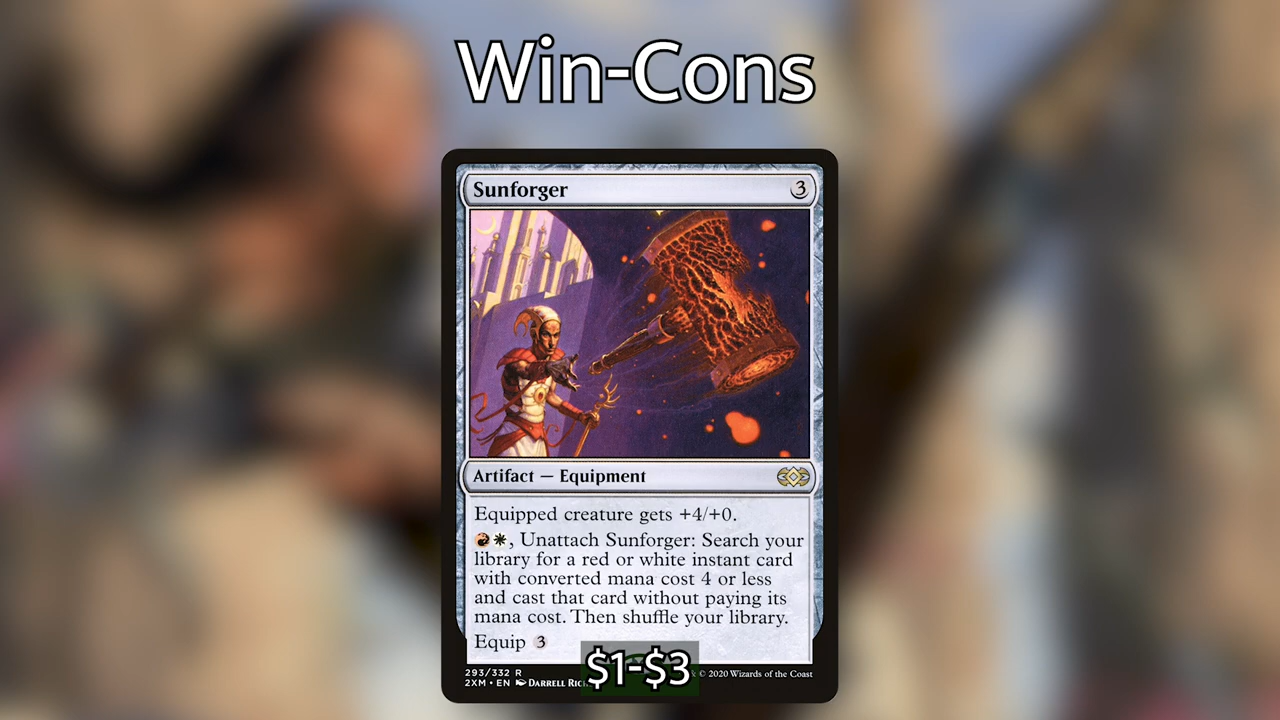 Win-Cons
Sunforger 3
Artifact — Equipment
Equipped creature gets +4/+0.
, Unattach Sunforger: Search your
library for a red or white instant card
with converted mana cost 4 or less
and cast that card without paying its
mana cost. Then shuffle your library.
Equip 3
$1-$3
293/332 R
2XM • EN DARRELL RIC
& © 2020 Wizards of the Coast